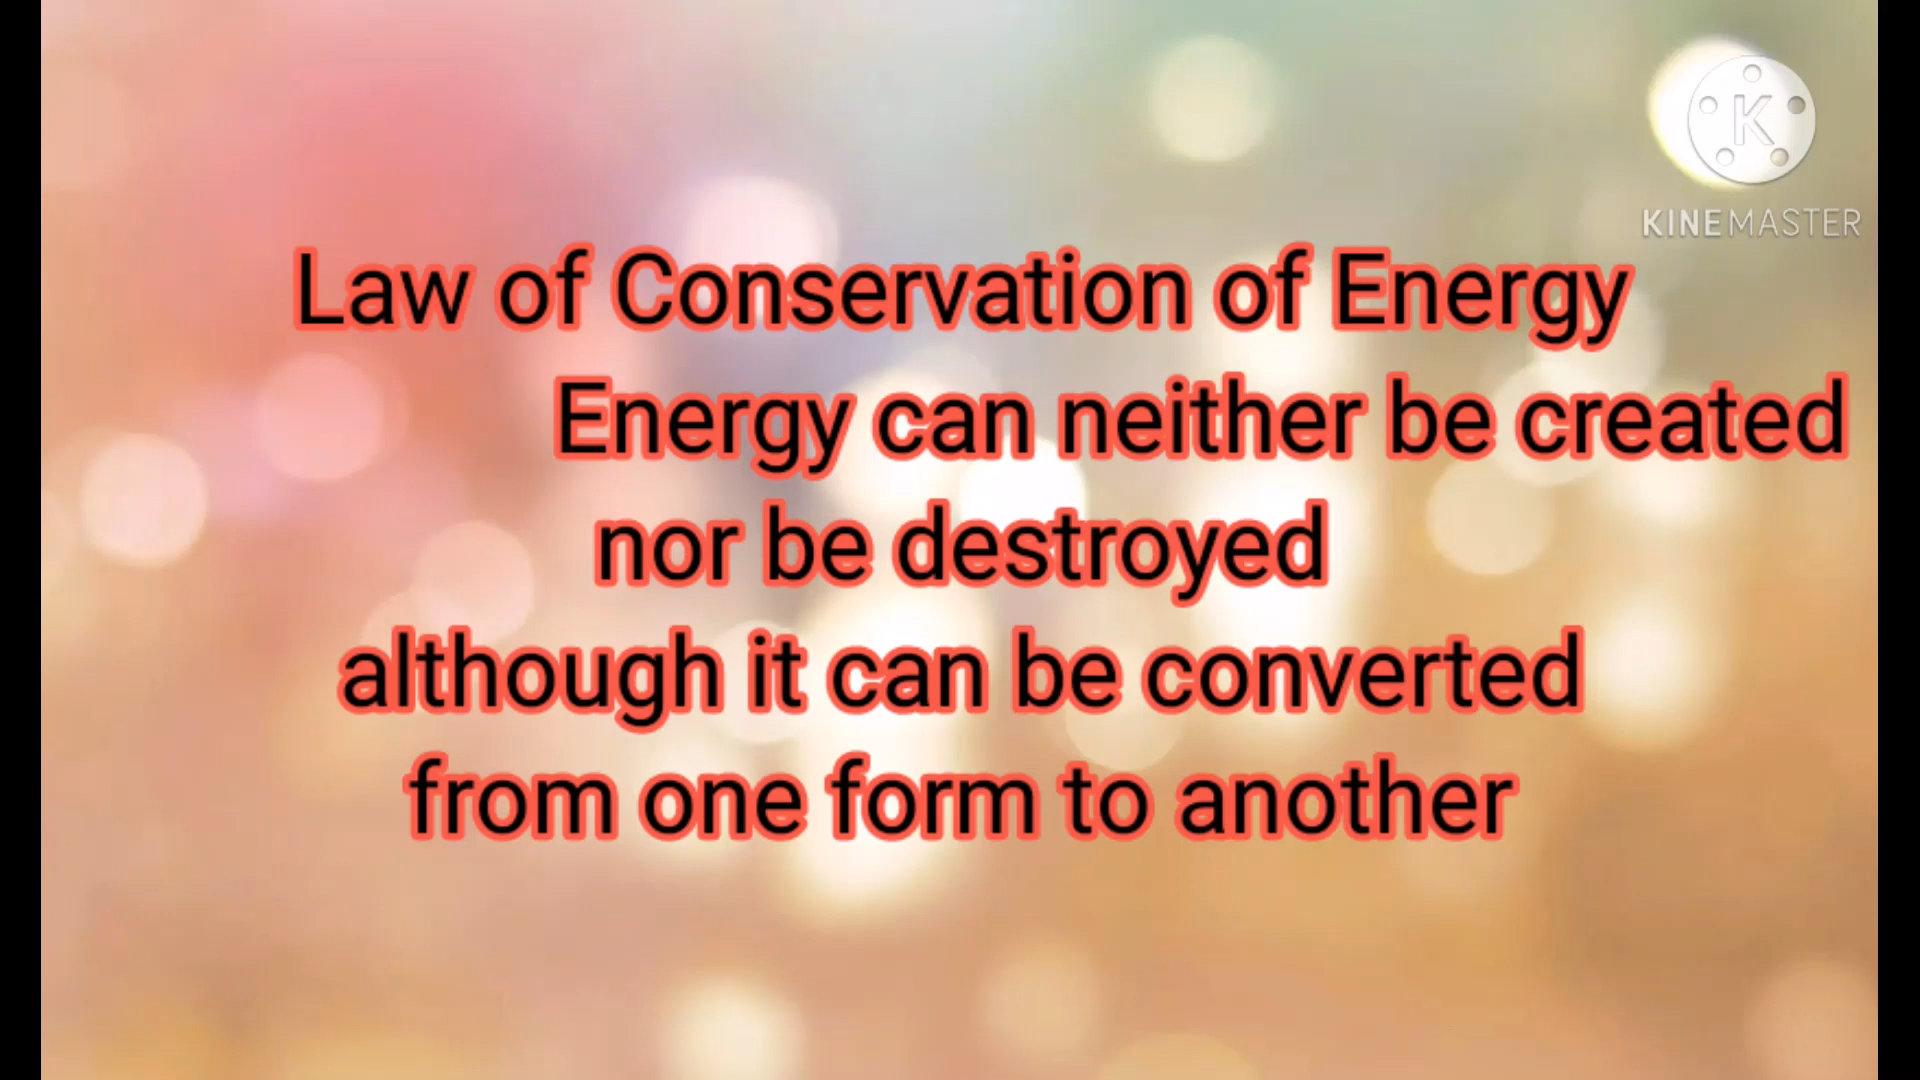 K
KINEMASTER
Law of Conservation of Energy
Energy can neither be created
nor be destroyed
although it can be converted
from one form to another